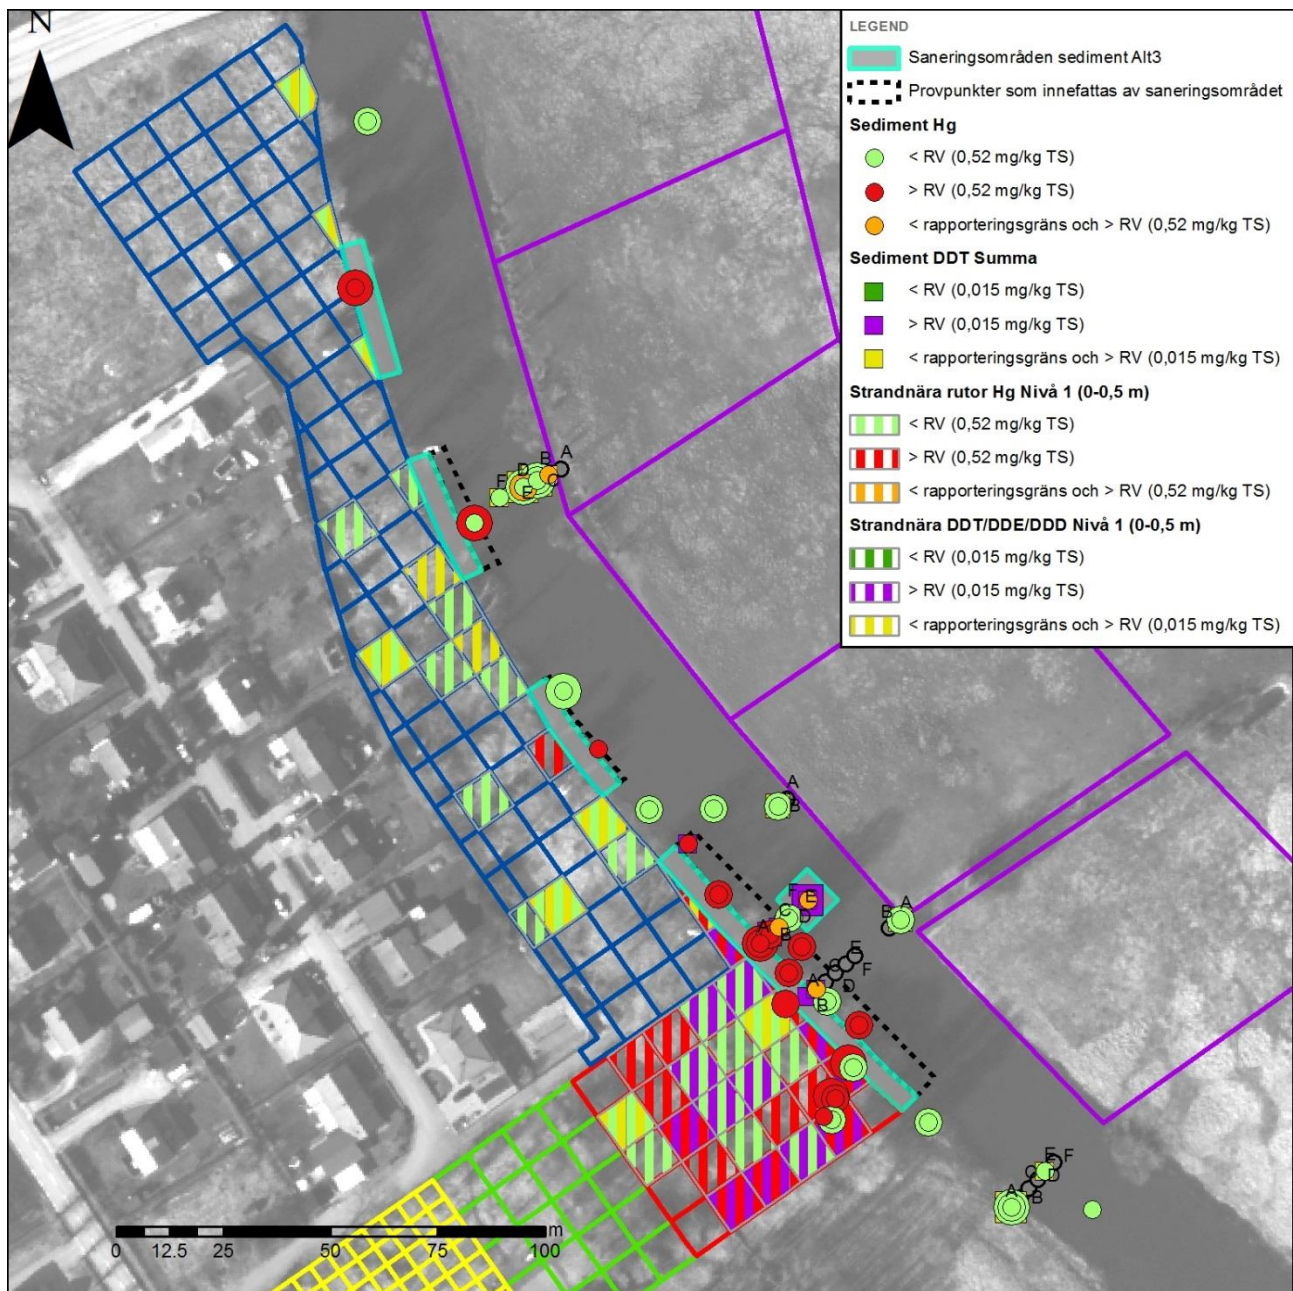 N
LEGEND
Saneringsområden sediment Alt3
Provpunkter som innefattas av saneringsområdet
Sediment Hg
< RV (0,52 mg/kg TS)
> RV (0,52 mg/kg TS)
< rapporteringsgräns och > RV (0,52 mg/kg TS)
Sediment DDT Summa
< RV (0,015 mg/kg TS)
> RV (0,015 mg/kg TS)
< rapporteringsgräns och > RV (0,015 mg/kg TS)
Strandnära rutor Hg Nivå 1 (0-0,5 m)
< RV (0,52 mg/kg TS)
> RV (0,52 mg/kg TS)
< rapporteringsgräns och > RV (0,52 mg/kg TS)
Strandnära DDT/DDE/DDD Nivå 1 (0-0,5 m)
< RV (0,015 mg/kg TS)
> RV (0,015 mg/kg TS)
< rapporteringsgräns och > RV (0,015 mg/kg TS)
A
B
C
D
E
F
A
B
F
E
C
D
A
B
A
B
E
C
F
A
D
B
E
F
C
D
A
B
m
0 12.5 25 50 75 100